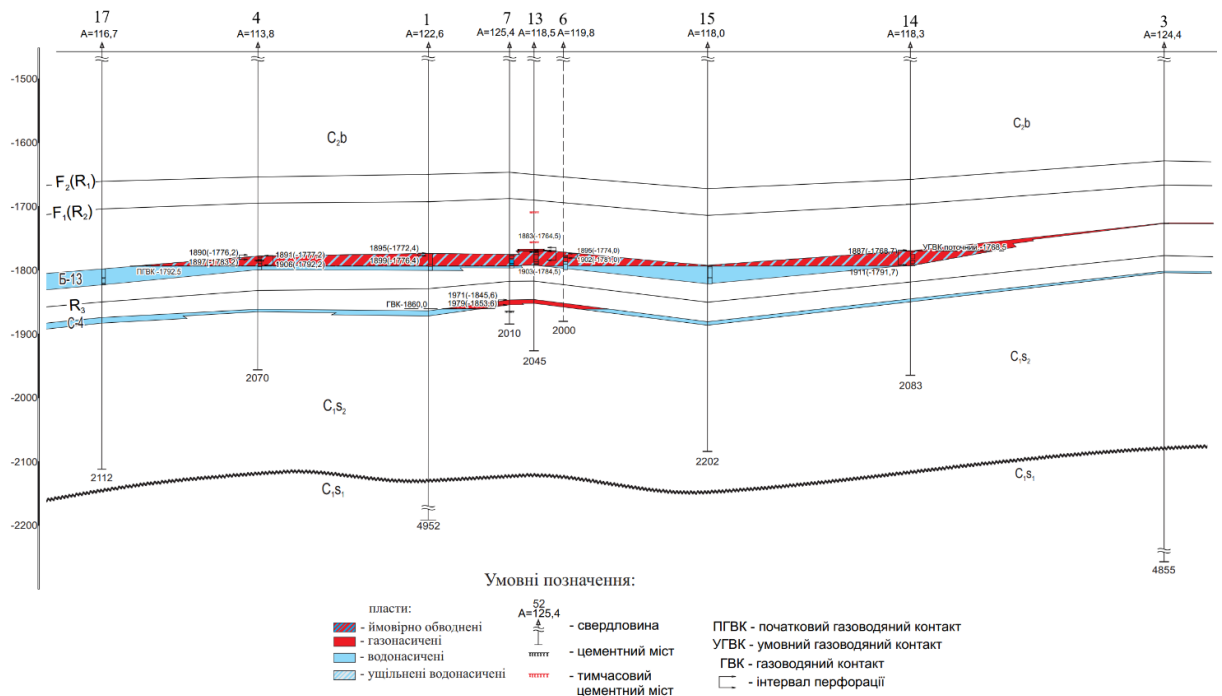 17 4 1 7 13 6 15 14 3
A=116,7 A=113,8 A=122,6 A=125,4 A=118,5 A=119,8 A=118,0 A=118,3 A=124,4
-1500
-1600
C₂b C₂b
F₂(R₁)
-1700
F₁(R₂)
1883(-1764,5)
1890(-1776,2) 1891(-1777,2) 1895(-1772,4) 1895(-1774,0) 1887(-1768,7) УГВК поточний -1768,5
1897(-1783,2) 1906(-1792,2) 1899(-1776,4) 1902(-1781,0)
-1800
ПГВК -1792,5 1903(-1784,5) 1911(-1791,7)
Б-13
R₃
ГВК-1860,0 1971(-1845,6)
1979(-1853,6)
С-4
-1900
2010 2000
2045
C₁s₂
2070 2083
-2000
C₁s₂
-2100
2112 2202
C₁s₁ C₁s₁
-2200
4952
4855
Умовні позначення:
пласти:
- ймовірно обводнені
- газонасичені
- водонасичені
- ущільнені водонасичені
52
A=125,4
- свердловина
- цементний міст
- тимчасовий
цементний міст
ПГВК - початковий газоводяний контакт
УГВК - умовний газоводяний контакт
ГВК - газоводяний контакт
- інтервал перфорації